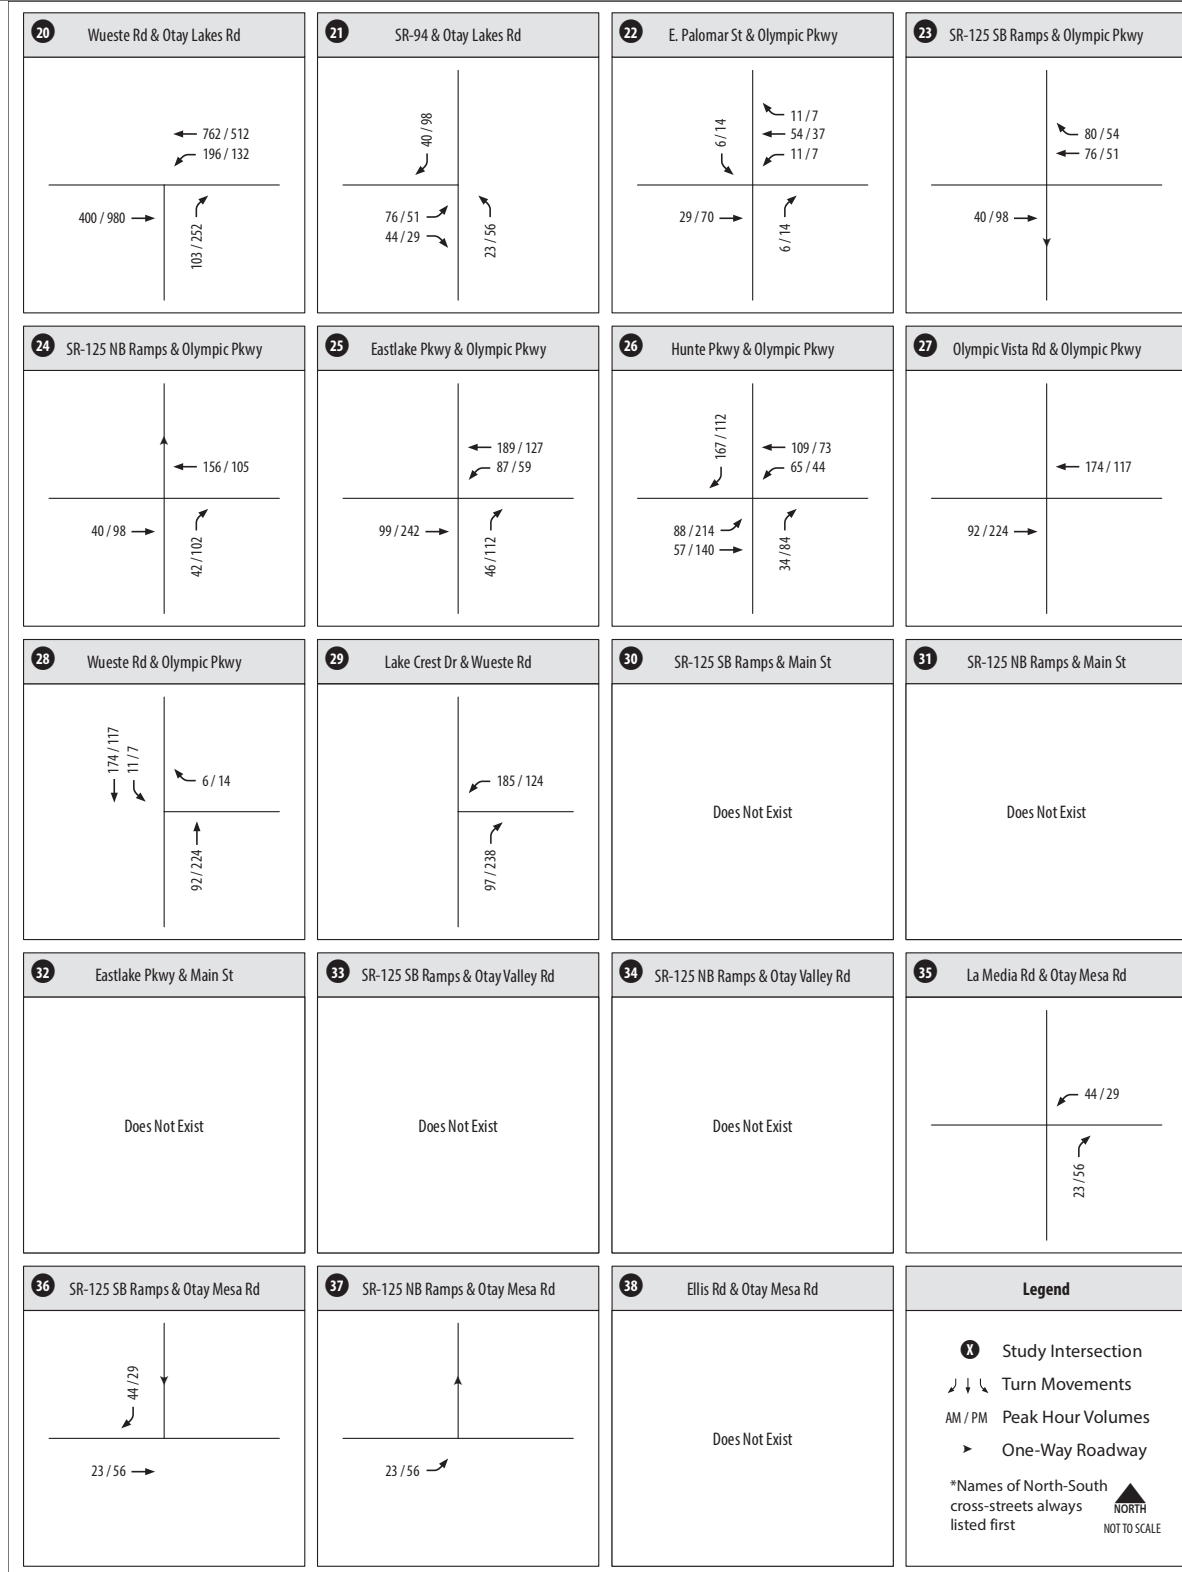 20 Wueste Rd & Otay Lakes Rd
762 / 512
196 / 132
400 / 980
103 / 252
21 SR-94 & Otay Lakes Rd
40 / 98
76 / 51
44 / 29
23 / 56
22 E. Palomar St & Olympic Pkwy
6 / 14
11 / 7
54 / 37
11 / 7
29 / 70
6 / 14
23 SR-125 SB Ramps & Olympic Pkwy
80 / 54
76 / 51
40 / 98
24 SR-125 NB Ramps & Olympic Pkwy
156 / 105
40 / 98
42 / 102
25 Eastlake Pkwy & Olympic Pkwy
189 / 127
87 / 59
99 / 242
46 / 112
26 Hunte Pkwy & Olympic Pkwy
167 / 112
109 / 73
65 / 44
88 / 214
57 / 140
34 / 84
27 Olympic Vista Rd & Olympic Pkwy
174 / 117
92 / 224
28 Wueste Rd & Olympic Pkwy
174 / 117
11 / 7
6 / 14
92 / 224
29 Lake Crest Dr & Wueste Rd
185 / 124
97 / 238
30 SR-125 SB Ramps & Main St
Does Not Exist
31 SR-125 NB Ramps & Main St
Does Not Exist
32 Eastlake Pkwy & Main St
Does Not Exist
33 SR-125 SB Ramps & Otay Valley Rd
Does Not Exist
34 SR-125 NB Ramps & Otay Valley Rd
Does Not Exist
35 La Media Rd & Otay Mesa Rd
44 / 29
23 / 56
36 SR-125 SB Ramps & Otay Mesa Rd
44 / 29
23 / 56
37 SR-125 NB Ramps & Otay Mesa Rd
23 / 56
38 Ellis Rd & Otay Mesa Rd
Does Not Exist
Legend
X Study Intersection
Turn Movements
AM / PM Peak Hour Volumes
One-Way Roadway
*Names of North-South
cross-streets always
listed first
NORTH
NOT TO SCALE